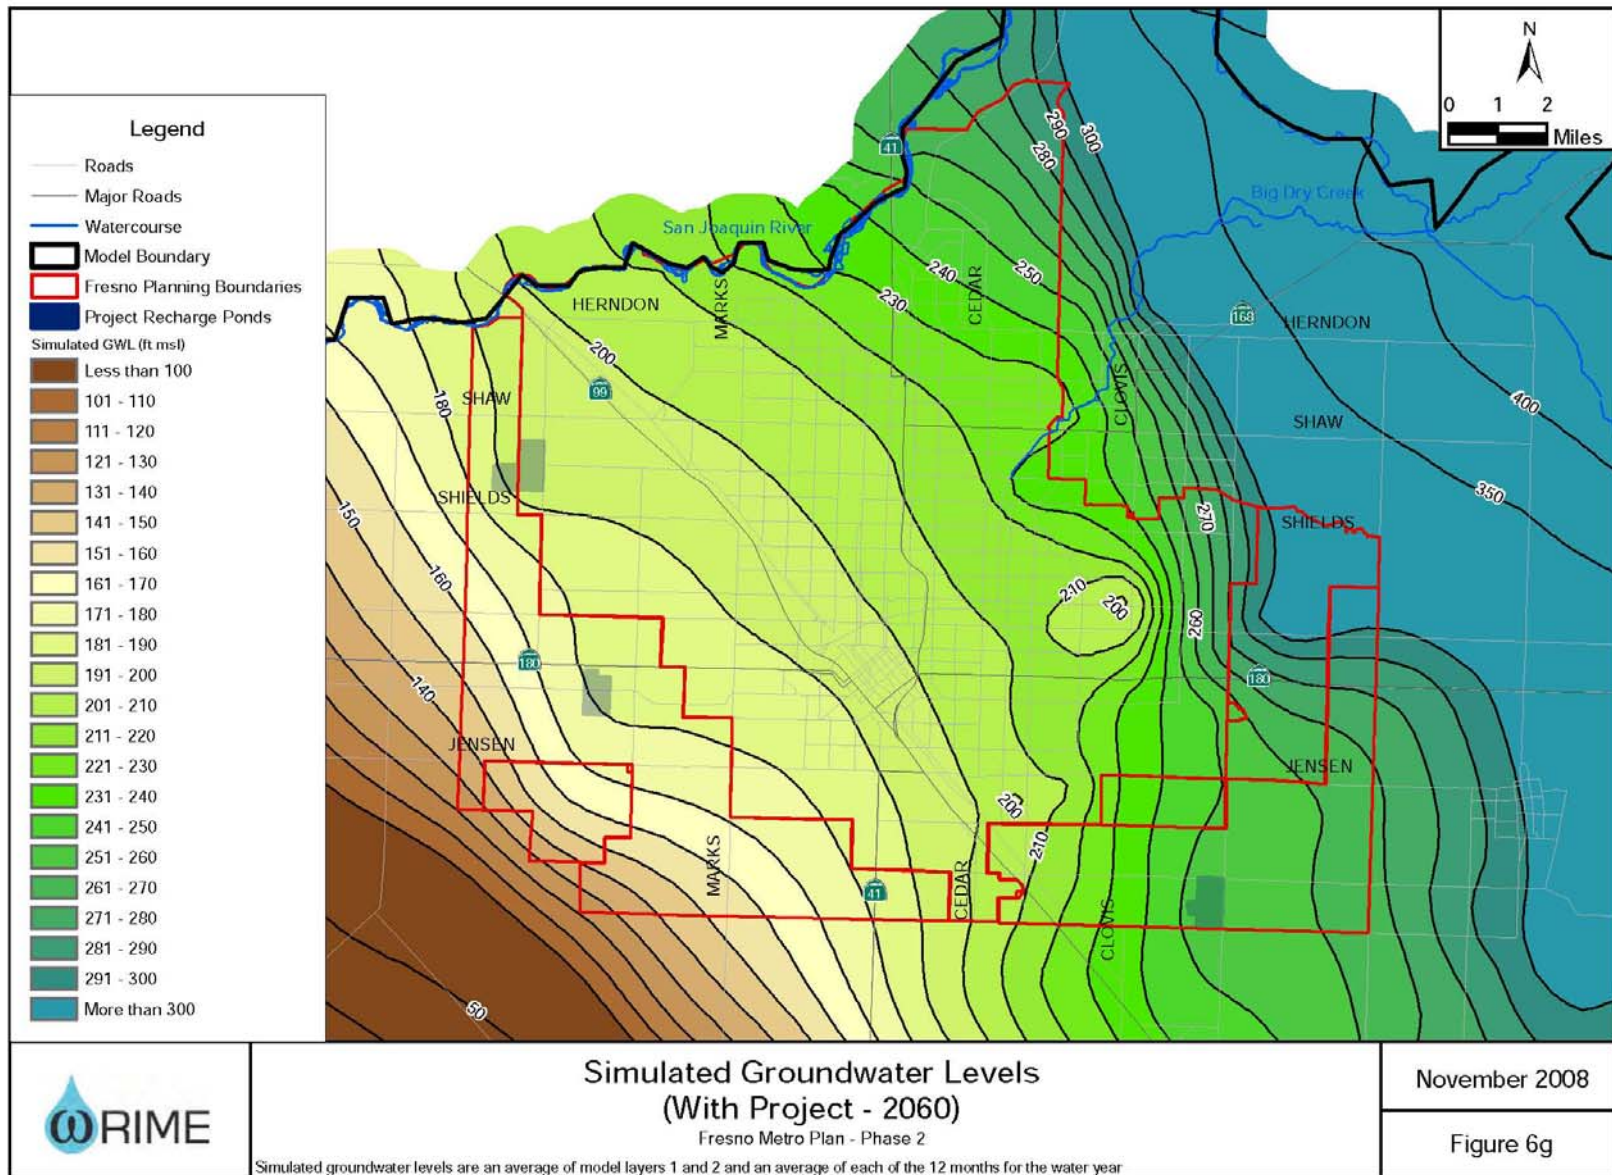 N
0 1 2
Miles
Legend
Roads
Major Roads
Watercourse
Model Boundary
Fresno Planning Boundaries
Project Recharge Ponds
Simulated GWL (ft msl)
Less than 100
101 - 110
111 - 120
121 - 130
131 - 140
141 - 150
151 - 160
161 - 170
171 - 180
181 - 190
191 - 200
201 - 210
211 - 220
221 - 230
231 - 240
241 - 250
251 - 260
261 - 270
271 - 280
281 - 290
291 - 300
More than 300
41
290
300
280
Big Dry Creek
San Joaquin River
240
250
230
CEDAR
HERNDON
MARKS
168
HERNDON
200
99
180
SHAW
CLOVIS
400
SHAW
350
SHIELDS
150
270
SHIELDS
160
210
200
260
180
180
140
JENSEN
JENSEN
200
210
MARKS
CEDAR
41
CLOVIS
50
WRIME
Simulated Groundwater Levels
(With Project - 2060)
Fresno Metro Plan - Phase 2
Simulated groundwater levels are an average of model layers 1 and 2 and an average of each of the 12 months for the water year
November 2008
Figure 6g